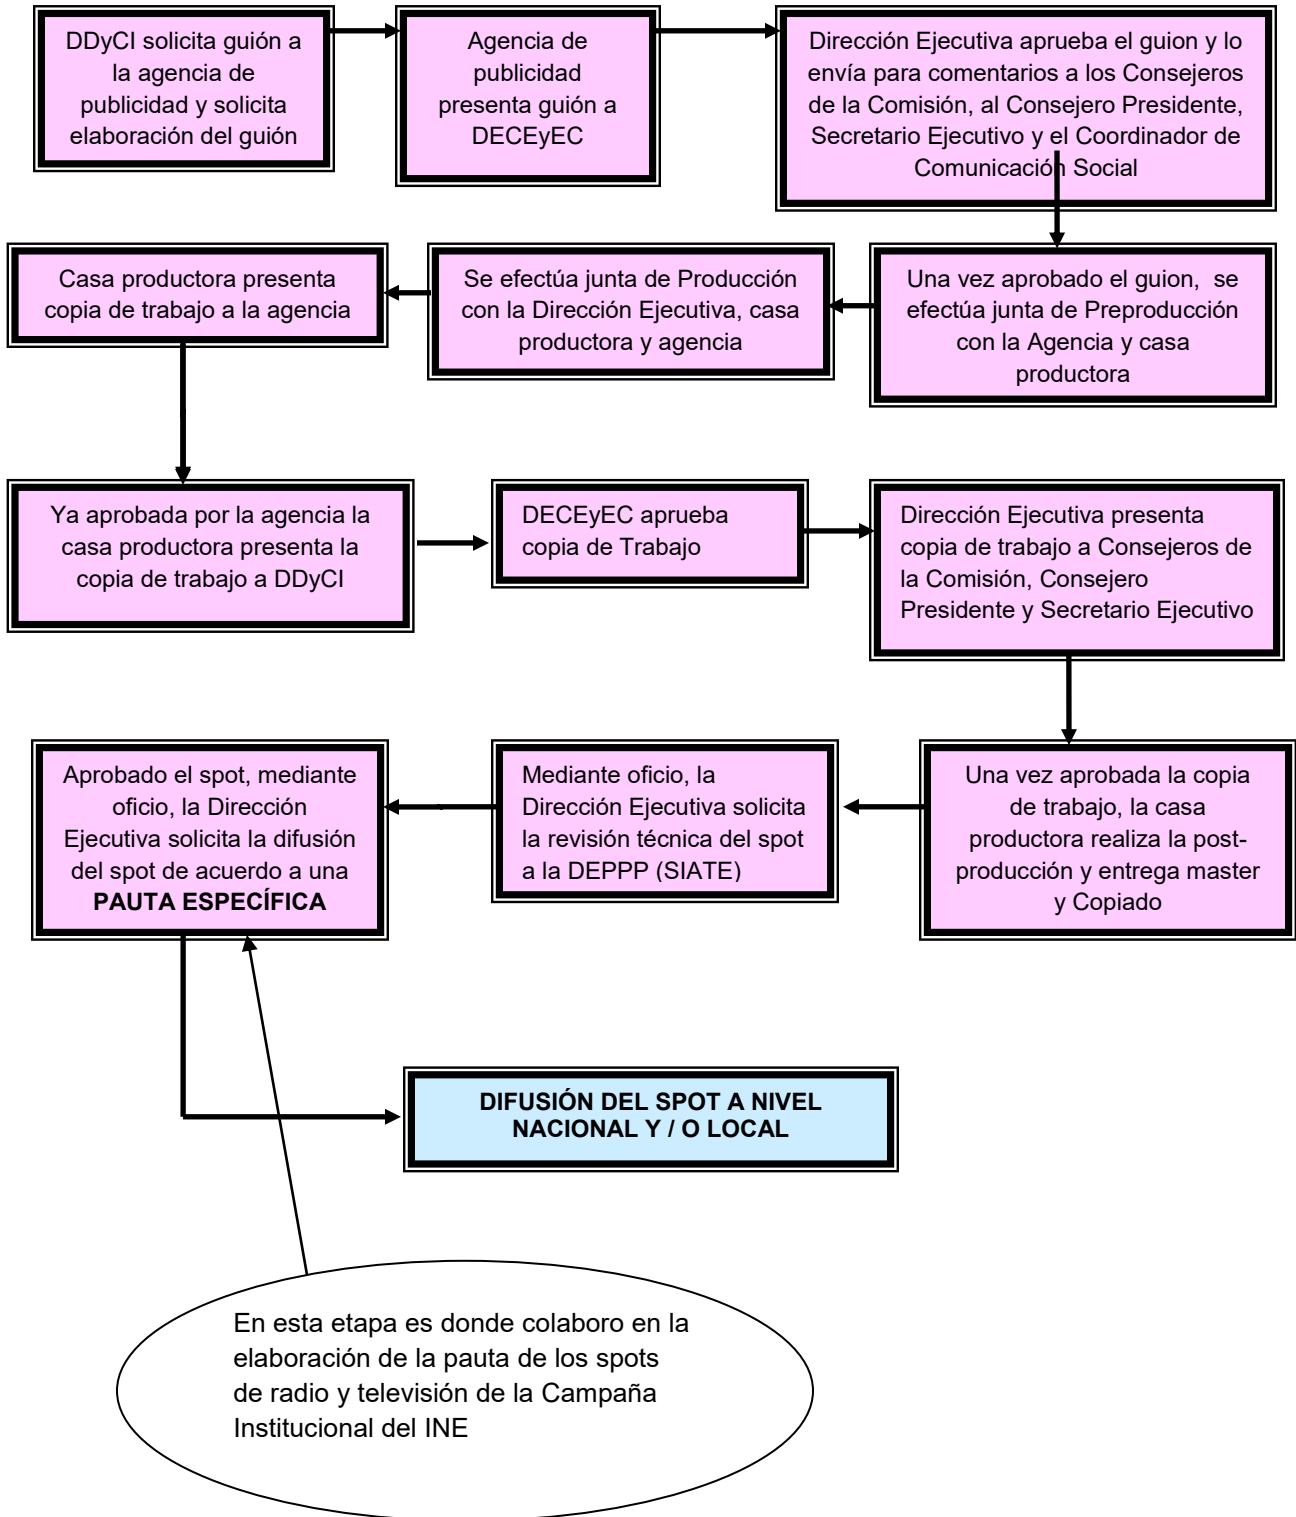 DDyCI solicita guión a
la agencia de
publicidad y solicita
elaboración del guión
Agencia de
publicidad
presenta guión a
DECEyEC
Dirección Ejecutiva aprueba el guion y lo
envía para comentarios a los Consejeros
de la Comisión, al Consejero Presidente,
Secretario Ejecutivo y el Coordinador de
Comunicación Social
Una vez aprobado el guion, se
efectúa junta de Preproducción
con la Agencia y casa
productora
Se efectúa junta de Producción
con la Dirección Ejecutiva, casa
productora y agencia
Casa productora presenta
copia de trabajo a la agencia
Ya aprobada por la agencia la
casa productora presenta la
copia de trabajo a DDyCI
DECEyEC aprueba
copia de Trabajo
Dirección Ejecutiva presenta
copia de trabajo a Consejeros de
la Comisión, Consejero
Presidente y Secretario Ejecutivo
Una vez aprobada la copia
de trabajo, la casa
productora realiza la post-
producción y entrega master
y Copiado
Mediante oficio, la
Dirección Ejecutiva solicita
la revisión técnica del spot
a la DEPPP (SIATE)
Aprobado el spot, mediante
oficio, la Dirección
Ejecutiva solicita la difusión
del spot de acuerdo a una
PAUTA ESPECÍFICA
DIFUSIÓN DEL SPOT A NIVEL
NACIONAL Y / O LOCAL
En esta etapa es donde colaboro en la
elaboración de la pauta de los spots
de radio y televisión de la Campaña
Institucional del INE